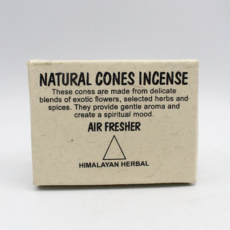 NATURAL CONES INCENSE
These cones are made from delicate
blends of exotic flowers, selected herbs and
spices. They provide gentle aroma and
create a spiritual mood.
AIR FRESHER
HIMALAYAN HERBAL